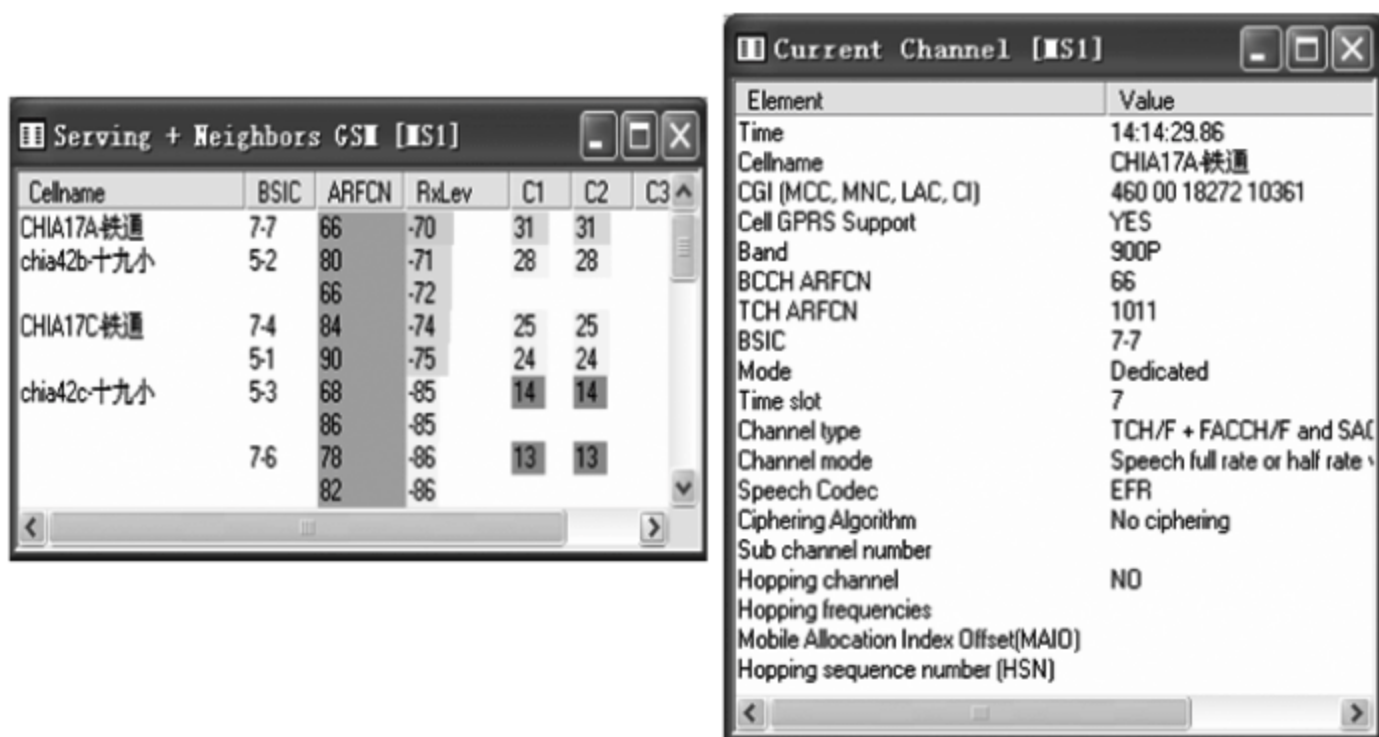 Serving + Neighbors GSM [MS1]
Cellname BSIC ARFCN RxLev C1 C2 C3
CHIA17A-铁通 7-7 66 -70 31 31
chia42b-十九小 5-2 80 -71 28 28
66 -72
CHIA17C-铁通 7-4 84 -74 25 25
5-1 90 -75 24 24
chia42c-十九小 5-3 68 -85 14 14
86 -85
7-6 78 -86 13 13
82 -86
Current Channel [MS1]
Element Value
Time 14:14:29.86
Cellname CHIA17A-铁通
CGI (MCC, MNC, LAC, CI) 460 00 18272 10361
Cell GPRS Support YES
Band 900P
BCCH ARFCN 66
TCH ARFCN 1011
BSIC 7-7
Mode Dedicated
Time slot 7
Channel type TCH/F + FACCH/F and SAC
Channel mode Speech full rate or half rate v
Speech Codec EFR
Ciphering Algorithm No ciphering
Sub channel number
Hopping channel NO
Hopping frequencies
Mobile Allocation Index Offset(MAIO)
Hopping sequence number (HSN)